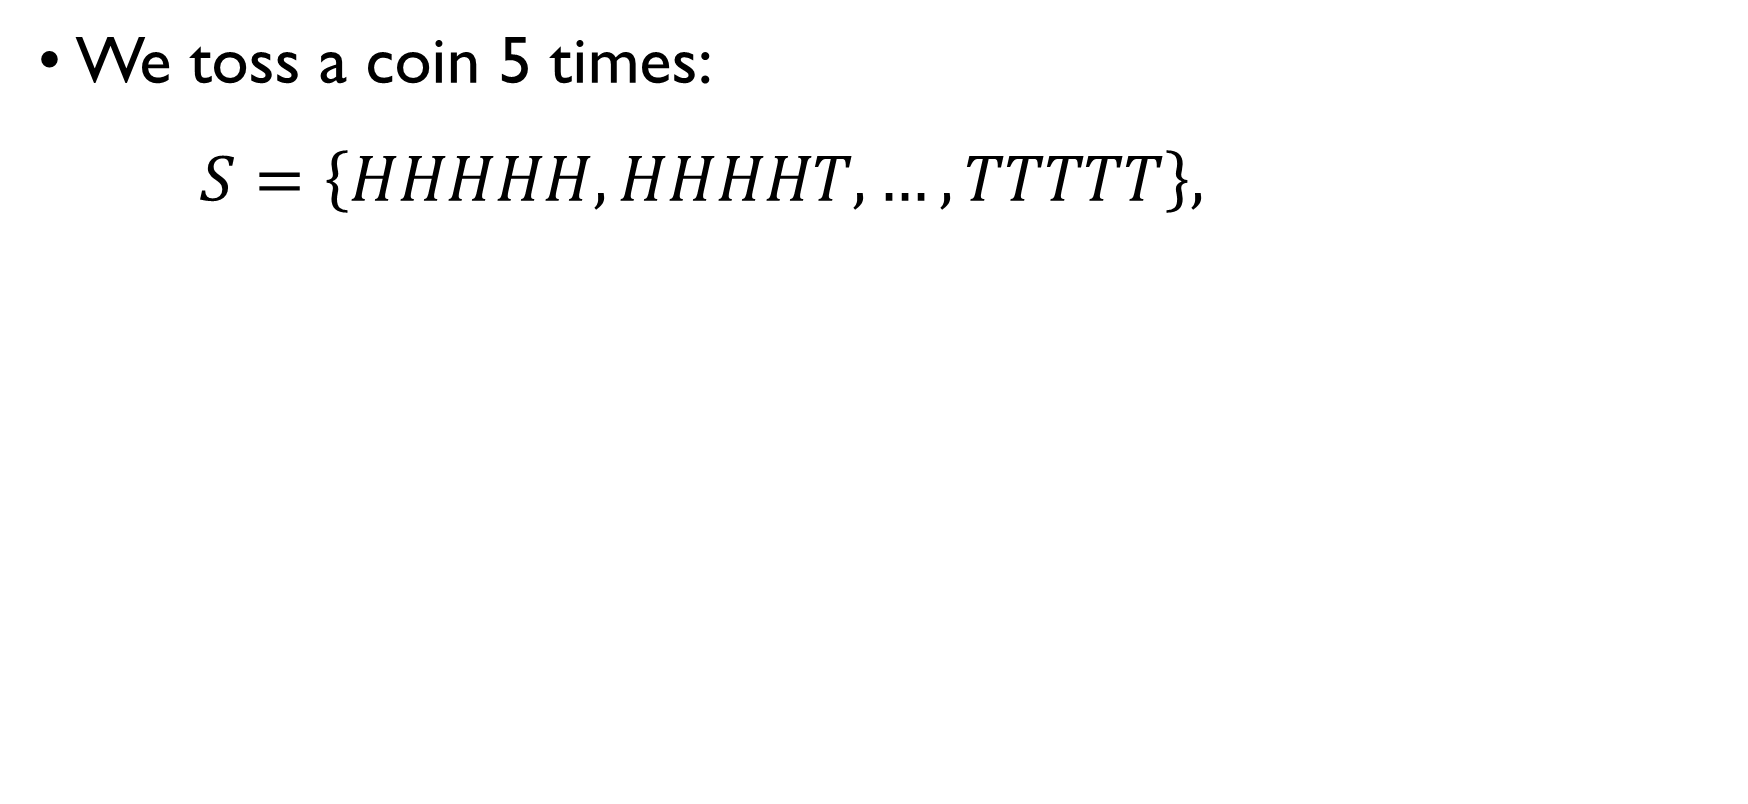 • We toss a coin 5 times:
S = {HHHHH, HHHHT, … , TTTTT},